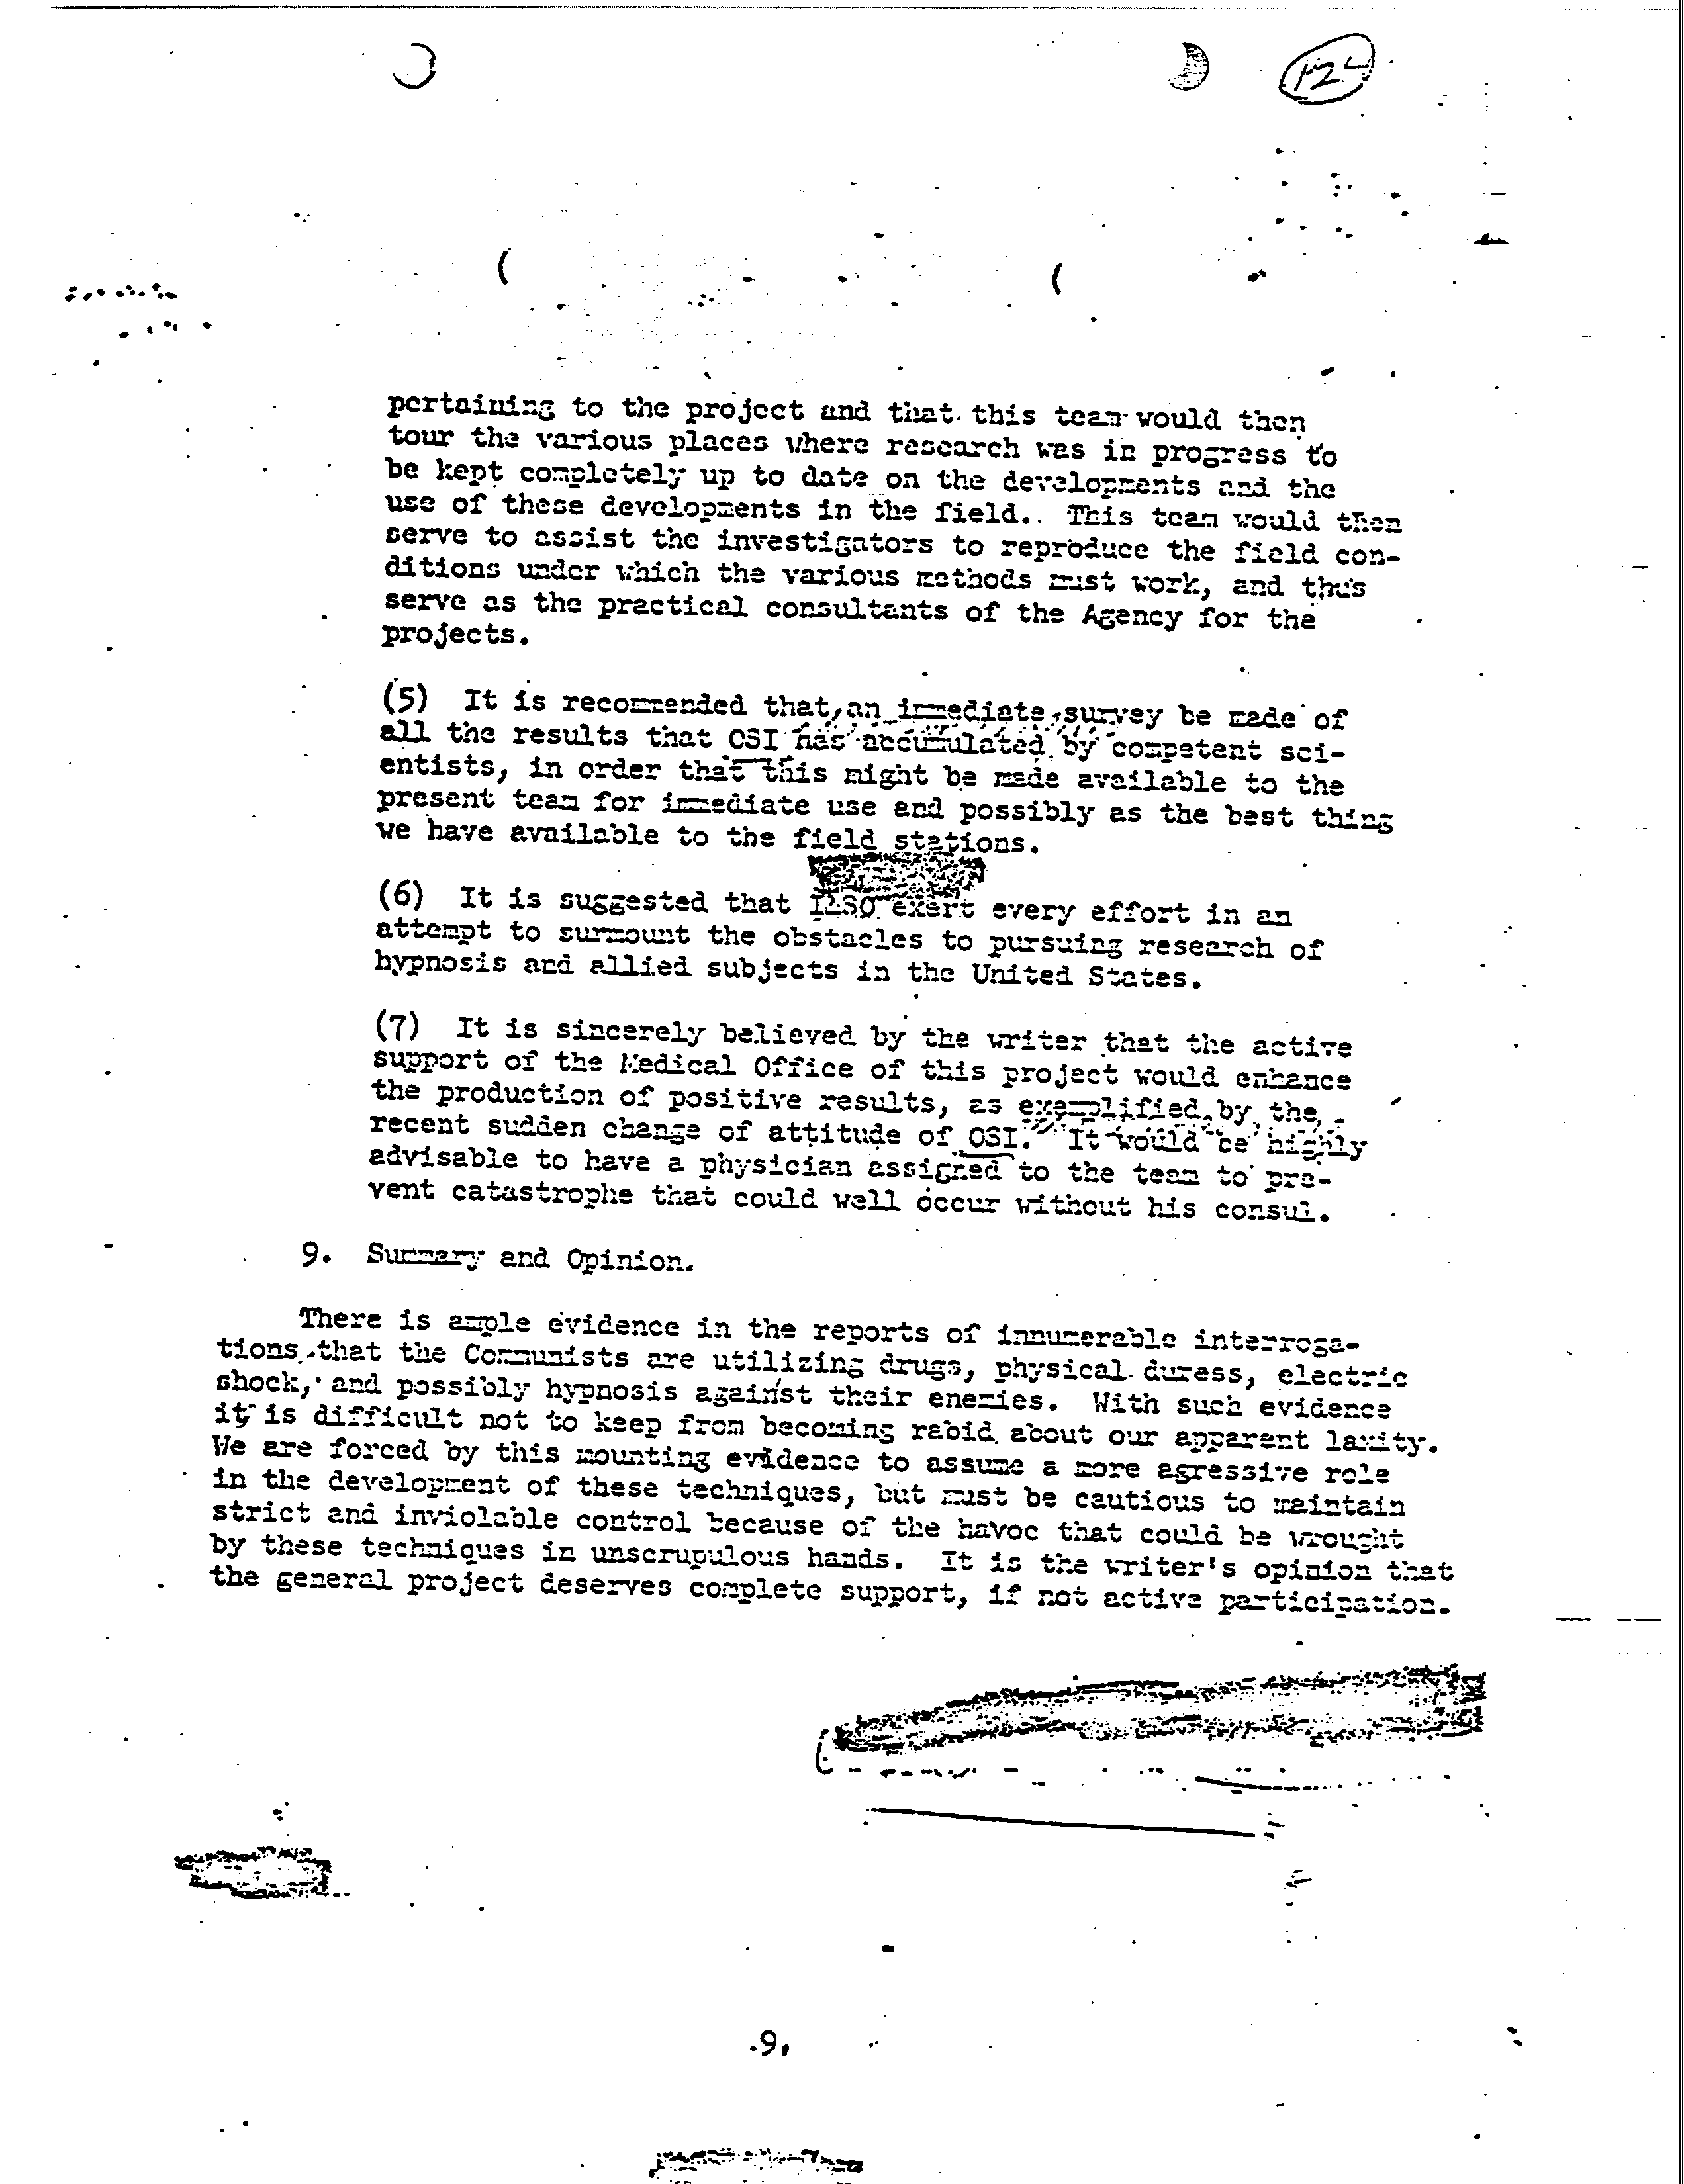 pertaining to the project and that this team would then
tour the various places where research was in progress to
be kept completely up to date on the developments and the
use of these developments in the field. This team would then
serve to assist the investigators to reproduce the field con-
ditions under which the various methods must work, and thus
serve as the practical consultants of the Agency for the
projects.
(5) It is recommended that an immediate survey be made of
all the results that OSI has accumulated by competent sci-
entists, in order that this might be made available to the
present team for immediate use and possibly as the best thing
we have available to the field stations.
(6) It is suggested that I&SO exert every effort in an
attempt to surmount the obstacles to pursuing research of
hypnosis and allied subjects in the United States.
(7) It is sincerely believed by the writer that the active
support of the Medical Office of this project would enhance
the production of positive results, as exemplified by the
recent sudden change of attitude of OSI. It would be highly
advisable to have a physician assigned to the team to pre-
vent catastrophe that could well occur without his consul.
9. Summary and Opinion.
There is ample evidence in the reports of innumerable interroga-
tions that the Communists are utilizing drugs, physical duress, electric
shock, and possibly hypnosis against their enemies. With such evidence
it is difficult not to keep from becoming rabid about our apparent laxity.
We are forced by this mounting evidence to assume a more agressive role
in the development of these techniques, but must be cautious to maintain
strict and inviolable control because of the havoc that could be wrought
by these techniques in unscrupulous hands. It is the writer's opinion that
the general project deserves complete support, if not active participation.
9.